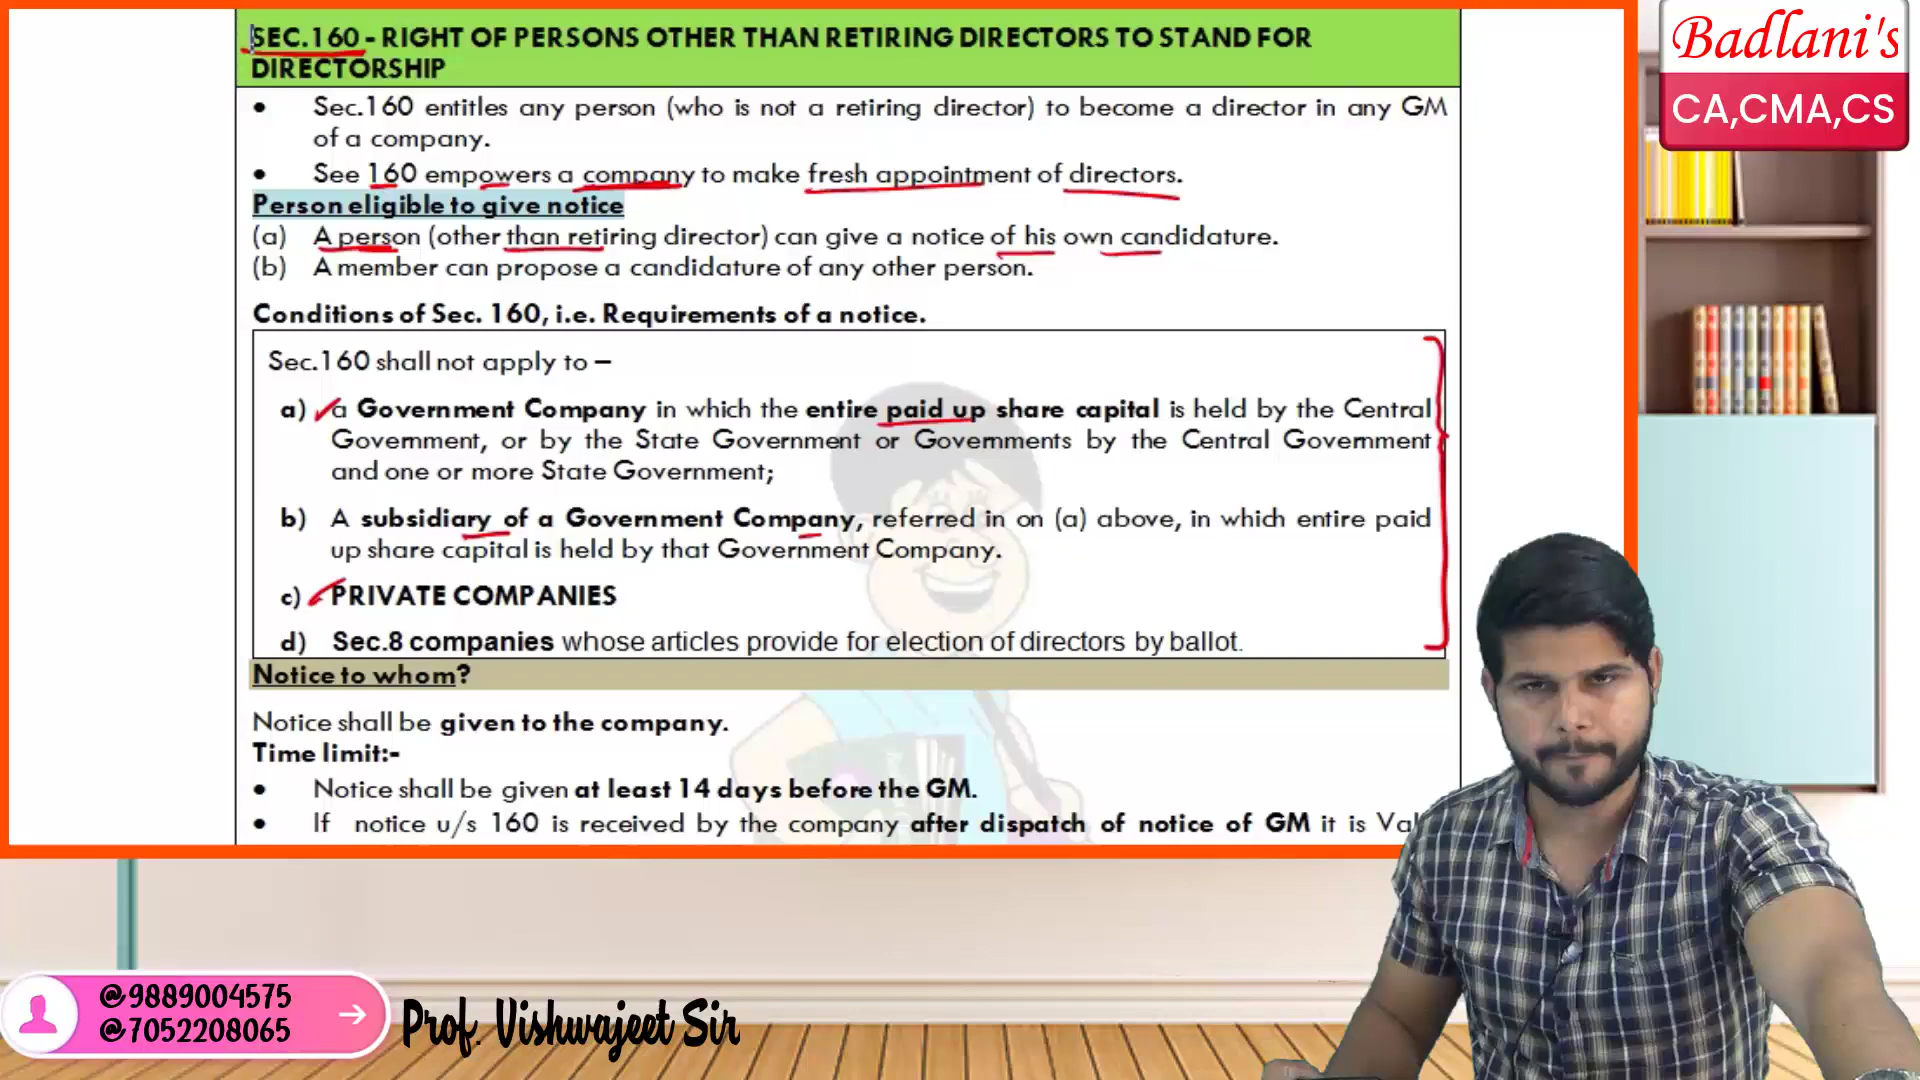 SEC.160 - RIGHT OF PERSONS OTHER THAN RETIRING DIRECTORS TO STAND FOR
DIRECTORSHIP
• Sec.160 entitles any person (who is not a retiring director) to become a director in any GM
of a company.
• See 160 empowers a company to make fresh appointment of directors.
Person eligible to give notice
(a) A person (other than retiring director) can give a notice of his own candidature.
(b) A member can propose a candidature of any other person.
Conditions of Sec. 160, i.e. Requirements of a notice.
Sec.160 shall not apply to –
a) a Government Company in which the entire paid up share capital is held by the Central
Government, or by the State Government or Governments by the Central Government
and one or more State Government;
b) A subsidiary of a Government Company, referred in on (a) above, in which entire paid
up share capital is held by that Government Company.
c) PRIVATE COMPANIES
d) Sec.8 companies whose articles provide for election of directors by ballot.
Notice to whom?
Notice shall be given to the company.
Time limit:-
• Notice shall be given at least 14 days before the GM.
• If notice u/s 160 is received by the company after dispatch of notice of GM it is
Badlani's
CA,CMA,CS
@9889004575
@7052208065
Prof. Vishwajeet Sir